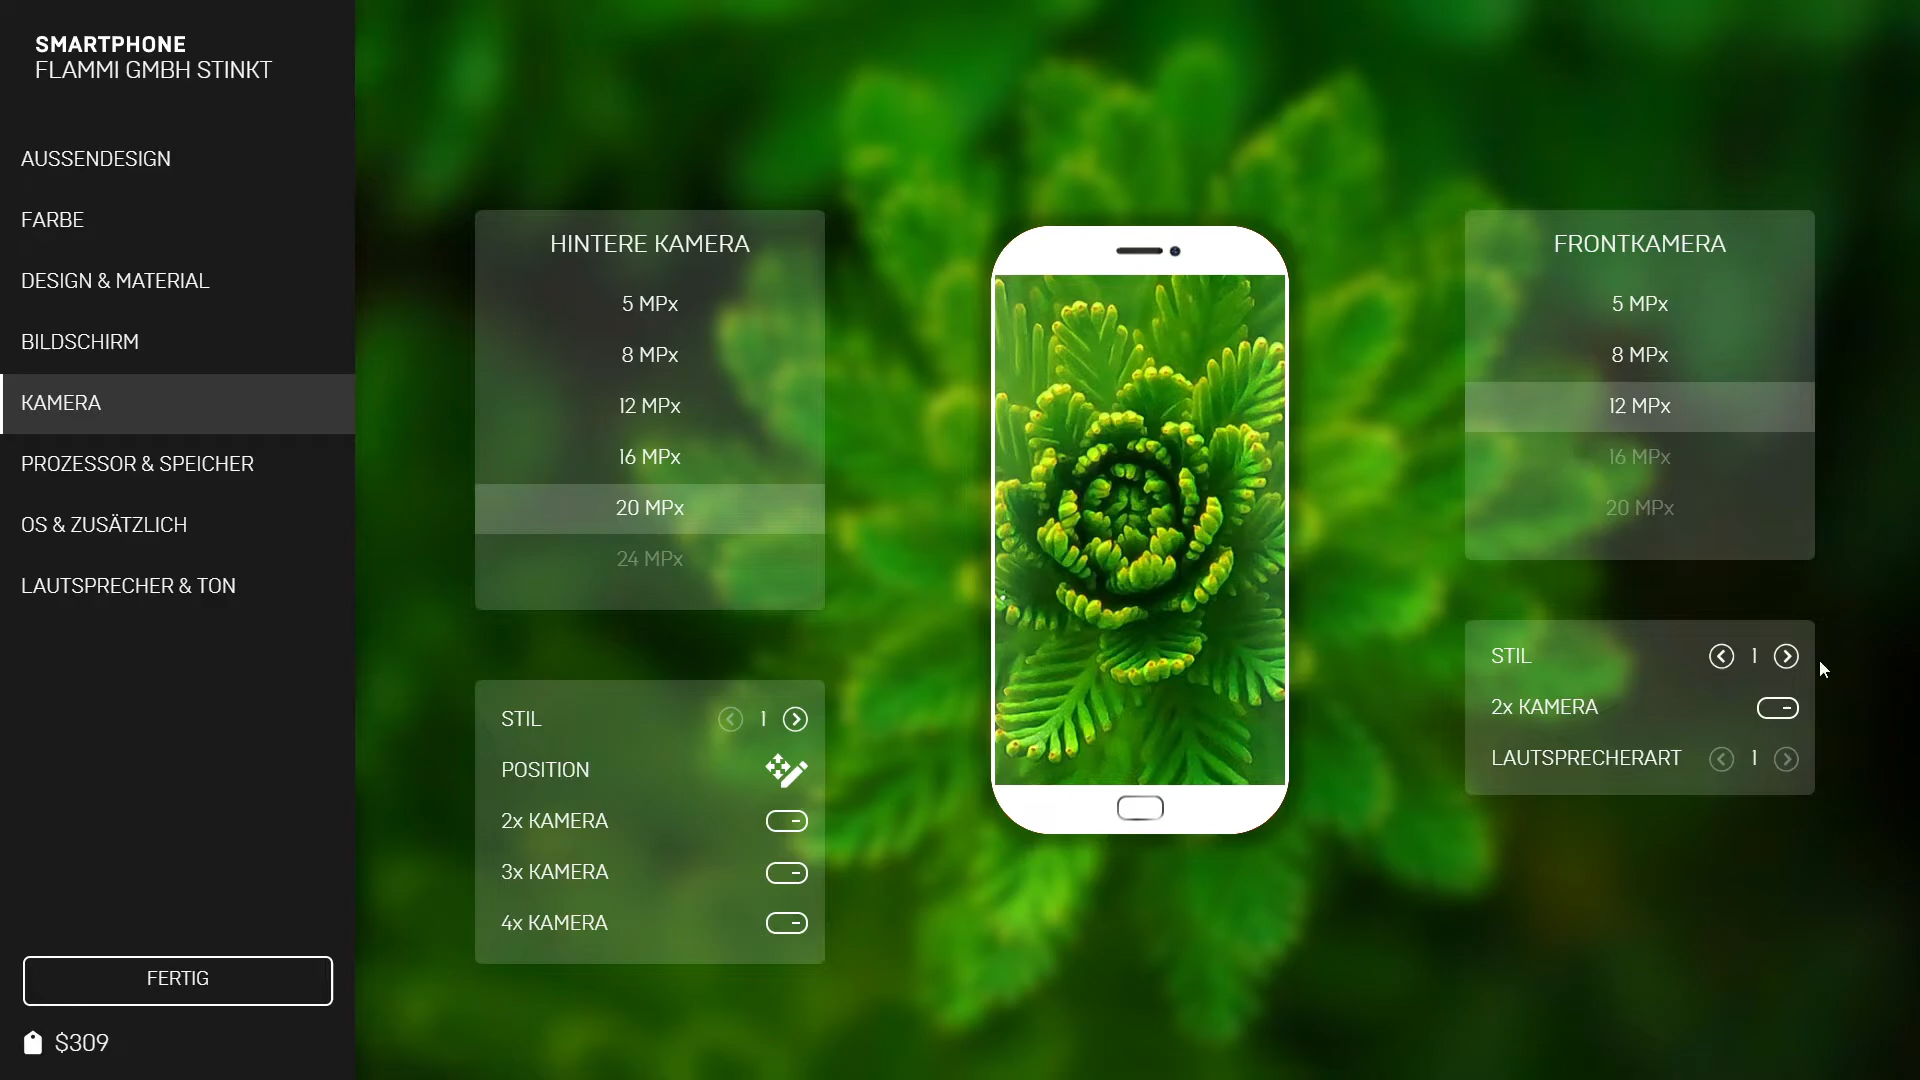 SMARTPHONE
FLAMMI GMBH STINKT
AUSSENDESIGN
FARBE
DESIGN & MATERIAL
BILDSCHIRM
KAMERA
PROZESSOR & SPEICHER
OS & ZUSÄTZLICH
LAUTSPRECHER & TON
FERTIG
$309
HINTERE KAMERA
5 MPx
8 MPx
12 MPx
16 MPx
20 MPx
24 MPx
STIL 1
POSITION
2x KAMERA
3x KAMERA
4x KAMERA
FRONTKAMERA
5 MPx
8 MPx
12 MPx
16 MPx
20 MPx
STIL 1
2x KAMERA
LAUTSPRECHERART 1